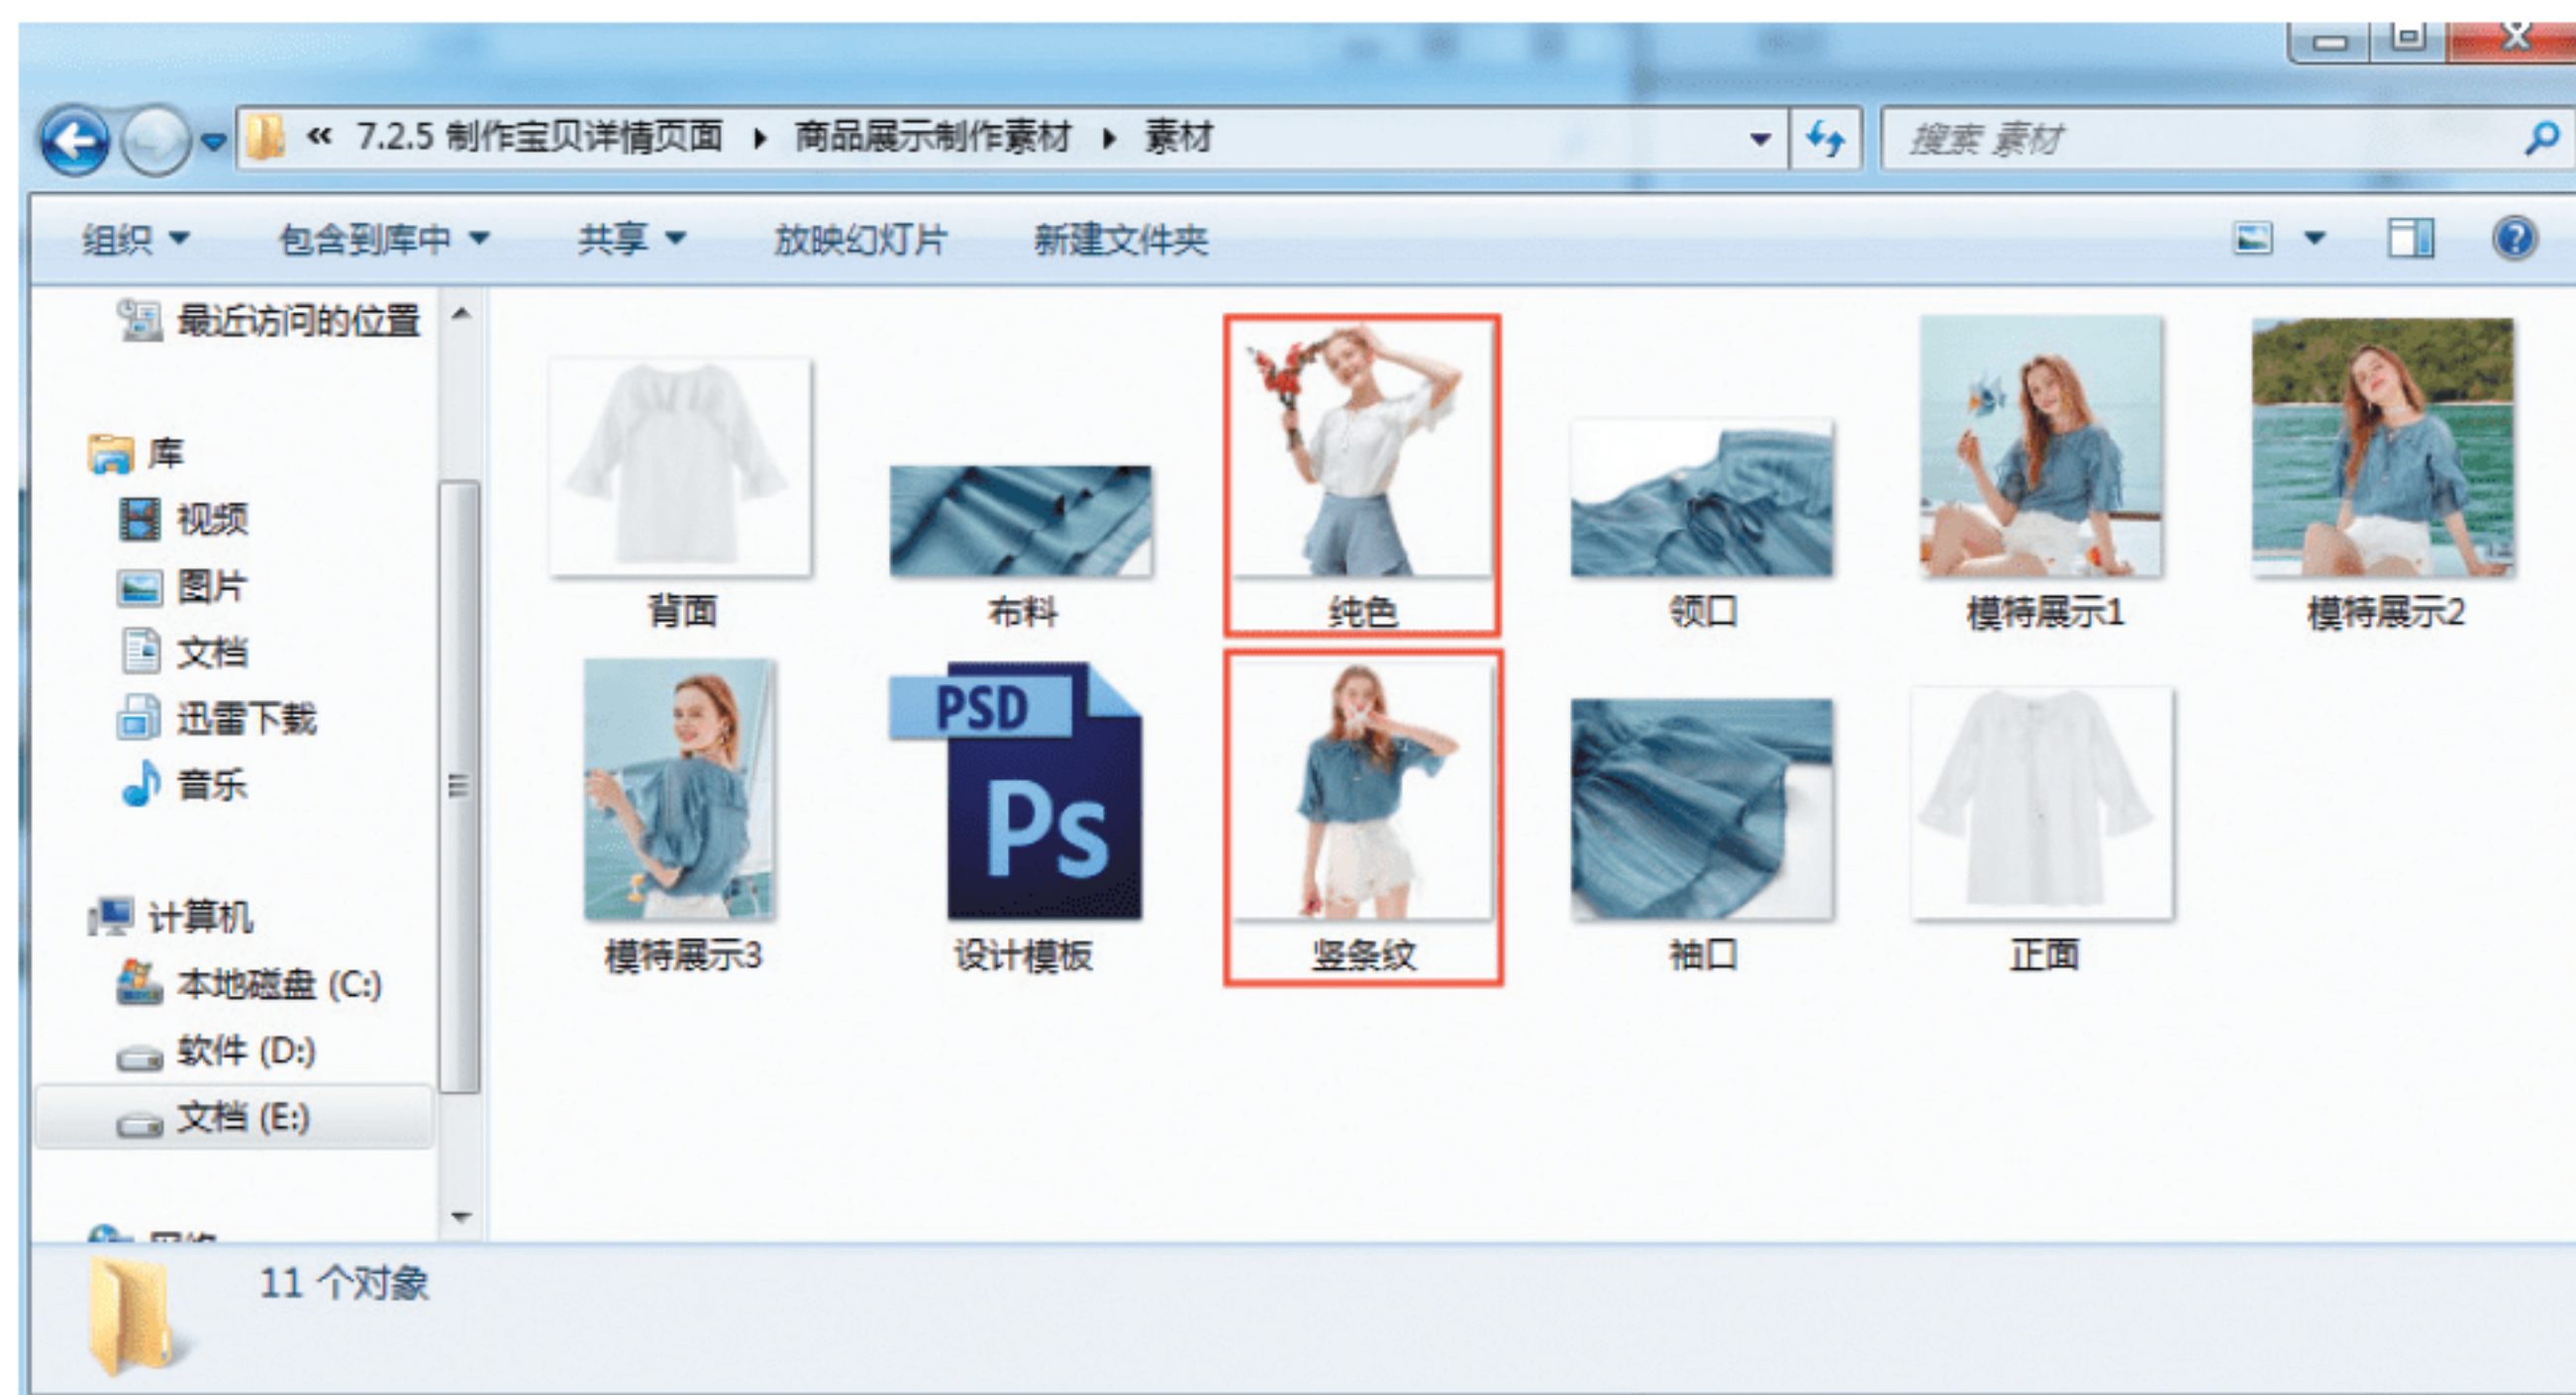 « 7.2.5 制作宝贝详情页面 ▸ 商品展示制作素材 ▸ 素材
搜索 素材
组织 包含到库中 共享 放映幻灯片 新建文件夹
最近访问的位置
库
视频
图片
文档
迅雷下载
音乐
计算机
本地磁盘 (C:)
软件 (D:)
文档 (E:)
背面 布料 纯色 领口 模特展示1 模特展示2
PSD
Ps
模特展示3 设计模板 竖条纹 袖口 正面
11 个对象